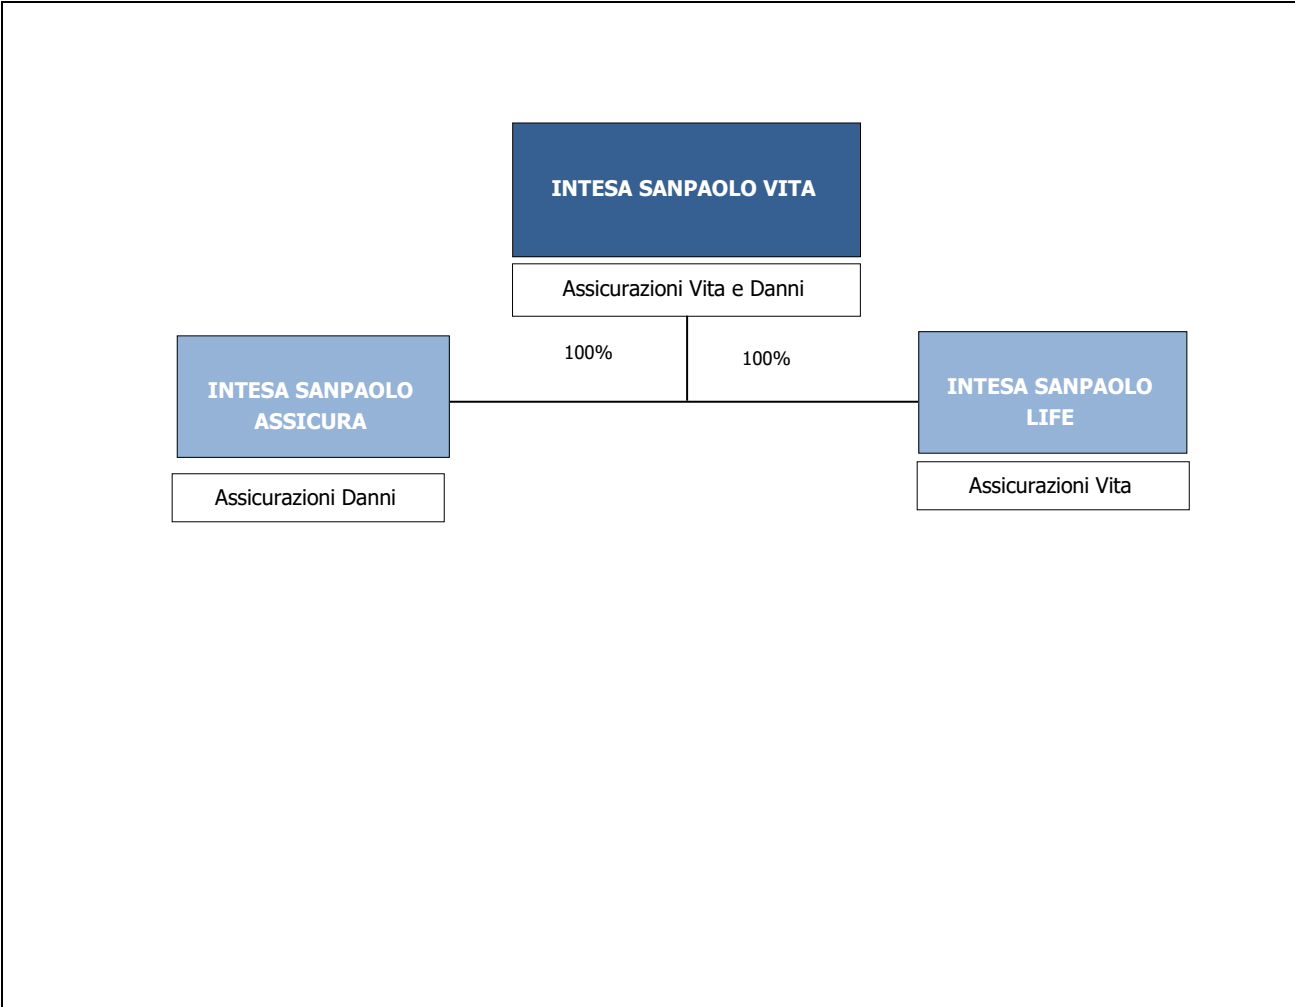 INTESA SANPAOLO VITA
Assicurazioni Vita e Danni
100%
100%
INTESA SANPAOLO
ASSICURA
Assicurazioni Danni
INTESA SANPAOLO
LIFE
Assicurazioni Vita